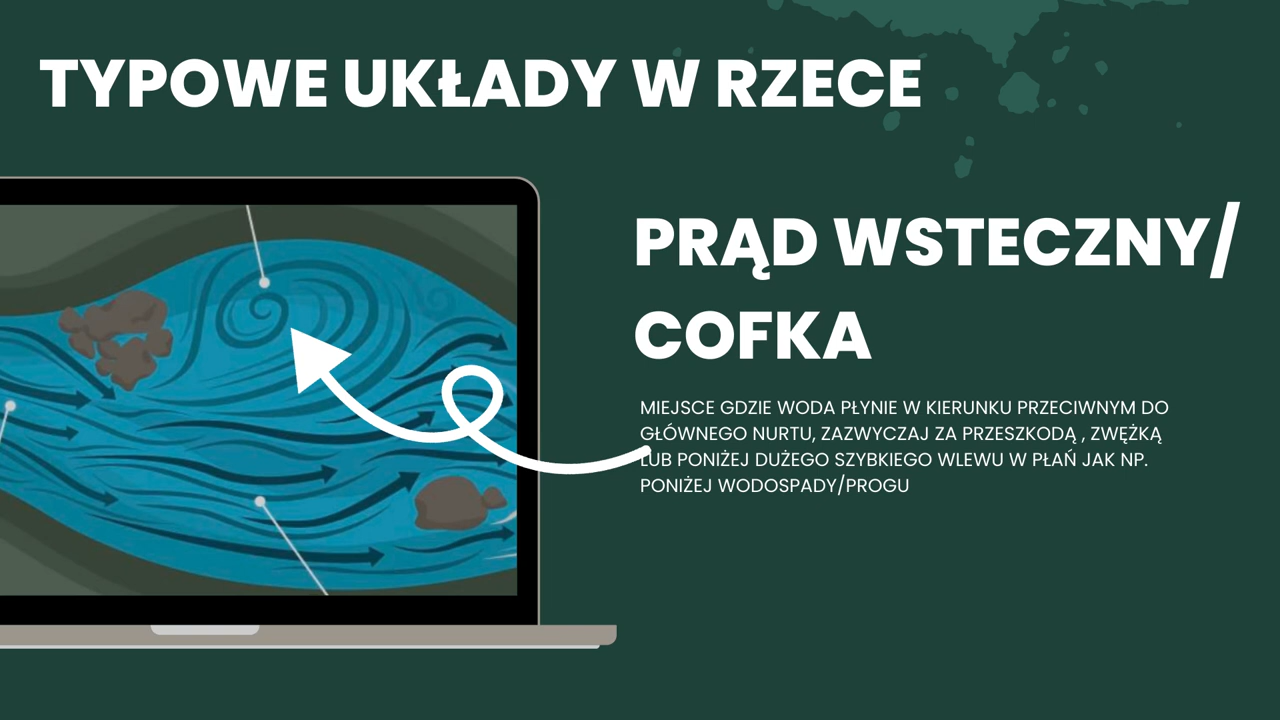 TYPOWE UKŁADY W RZECE
PRĄD WSTECZNY/
COFKA
MIEJSCE GDZIE WODA PŁYNIE W KIERUNKU PRZECIWNYM DO
GŁÓWNEGO NURTU, ZAZWYCZAJ ZA PRZESZKODĄ , ZWĘŻKĄ
LUB PONIŻEJ DUŻEGO SZYBKIEGO WLEWU W PŁAŃ JAK NP.
PONIŻEJ WODOSPADY/PROGU